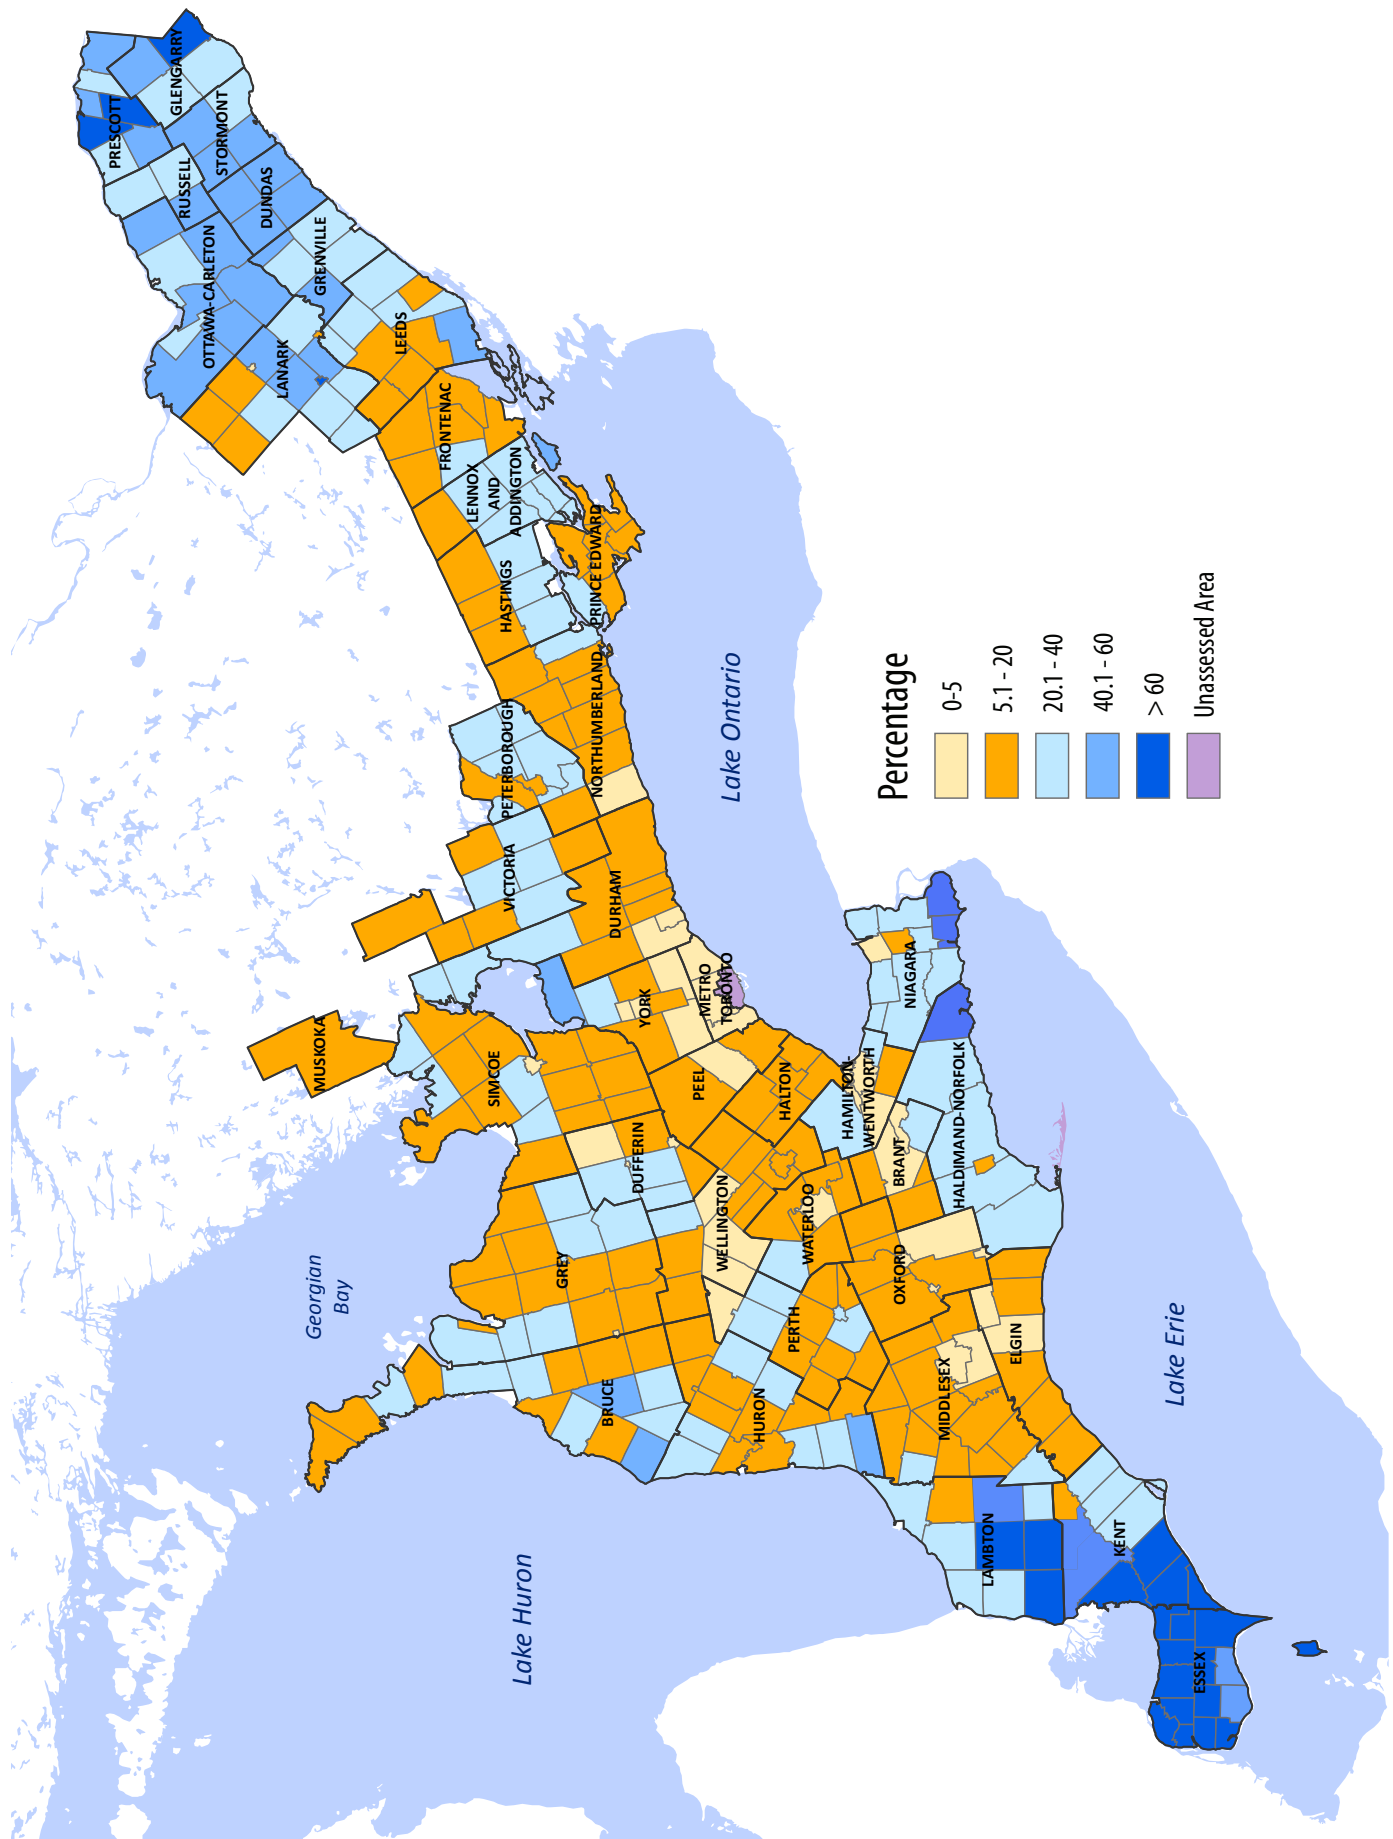 PRESCOTT
GLENGARRY
STORMONT
RUSSELL
DUNDAS
OTTAWA-CARLETON
GRENVILLE
LANARK
LEEDS
FRONTENAC
LENNOX
AND
ADDINGTON
HASTINGS
PRINCE EDWARD
NORTHUMBERLAND
PETERBOROUGH
VICTORIA
DURHAM
YORK
METRO
TORONTO
MUSKOKA
SIMCOE
PEEL
HALTON
HAMILTON-
WENTWORTH
NIAGARA
HALDIMAND-NORFOLK
BRANT
DUFFERIN
WELLINGTON
WATERLOO
GREY
OXFORD
PERTH
BRUCE
HURON
MIDDLESEX
ELGIN
LAMBTON
KENT
ESSEX
Georgian
Bay
Lake Huron
Lake Ontario
Lake Erie
Percentage
0-5
5.1 - 20
20.1 - 40
40.1 - 60
> 60
Unassessed Area